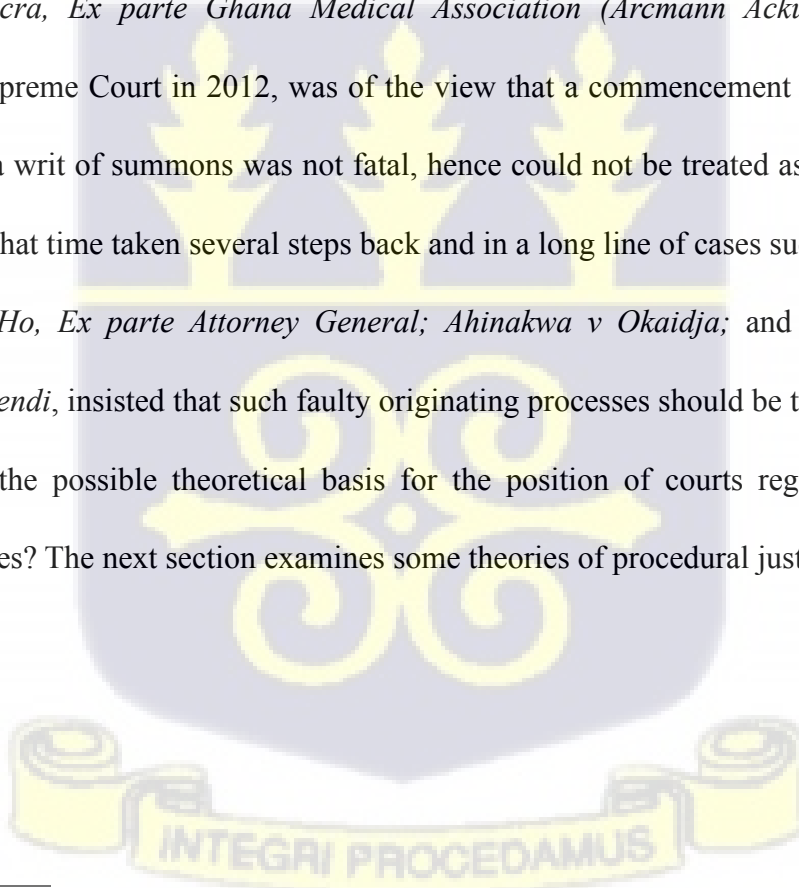 cra, Ex parte Ghana Medical Association (Arcmann Acku
preme Court in 2012, was of the view that a commencement
a writ of summons was not fatal, hence could not be treated as
hat time taken several steps back and in a long line of cases su
Ho, Ex parte Attorney General; Ahinakwa v Okaidja; and
endi, insisted that such faulty originating processes should be t
the possible theoretical basis for the position of courts reg
es? The next section examines some theories of procedural just
INTEGRI PROCEDAMUS